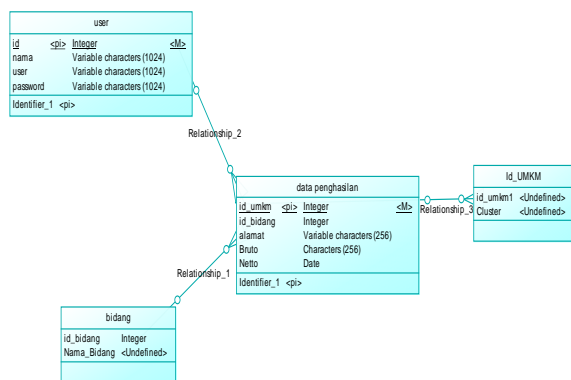 user
id <pi> Integer <M>
nama Variable characters (1024)
user Variable characters (1024)
password Variable characters (1024)
Identifier_1 <pi>
Relationship_2
data penghasilan
id_umkm <pi> Integer <M>
id_bidang Integer
alamat Variable characters (256)
Bruto Characters (256)
Netto Date
Identifier_1 <pi>
Relationship_3
Id_UMKM
id_umkm1 <Undefined>
Cluster <Undefined>
Relationship_1
bidang
id_bidang Integer
Nama_Bidang <Undefined>